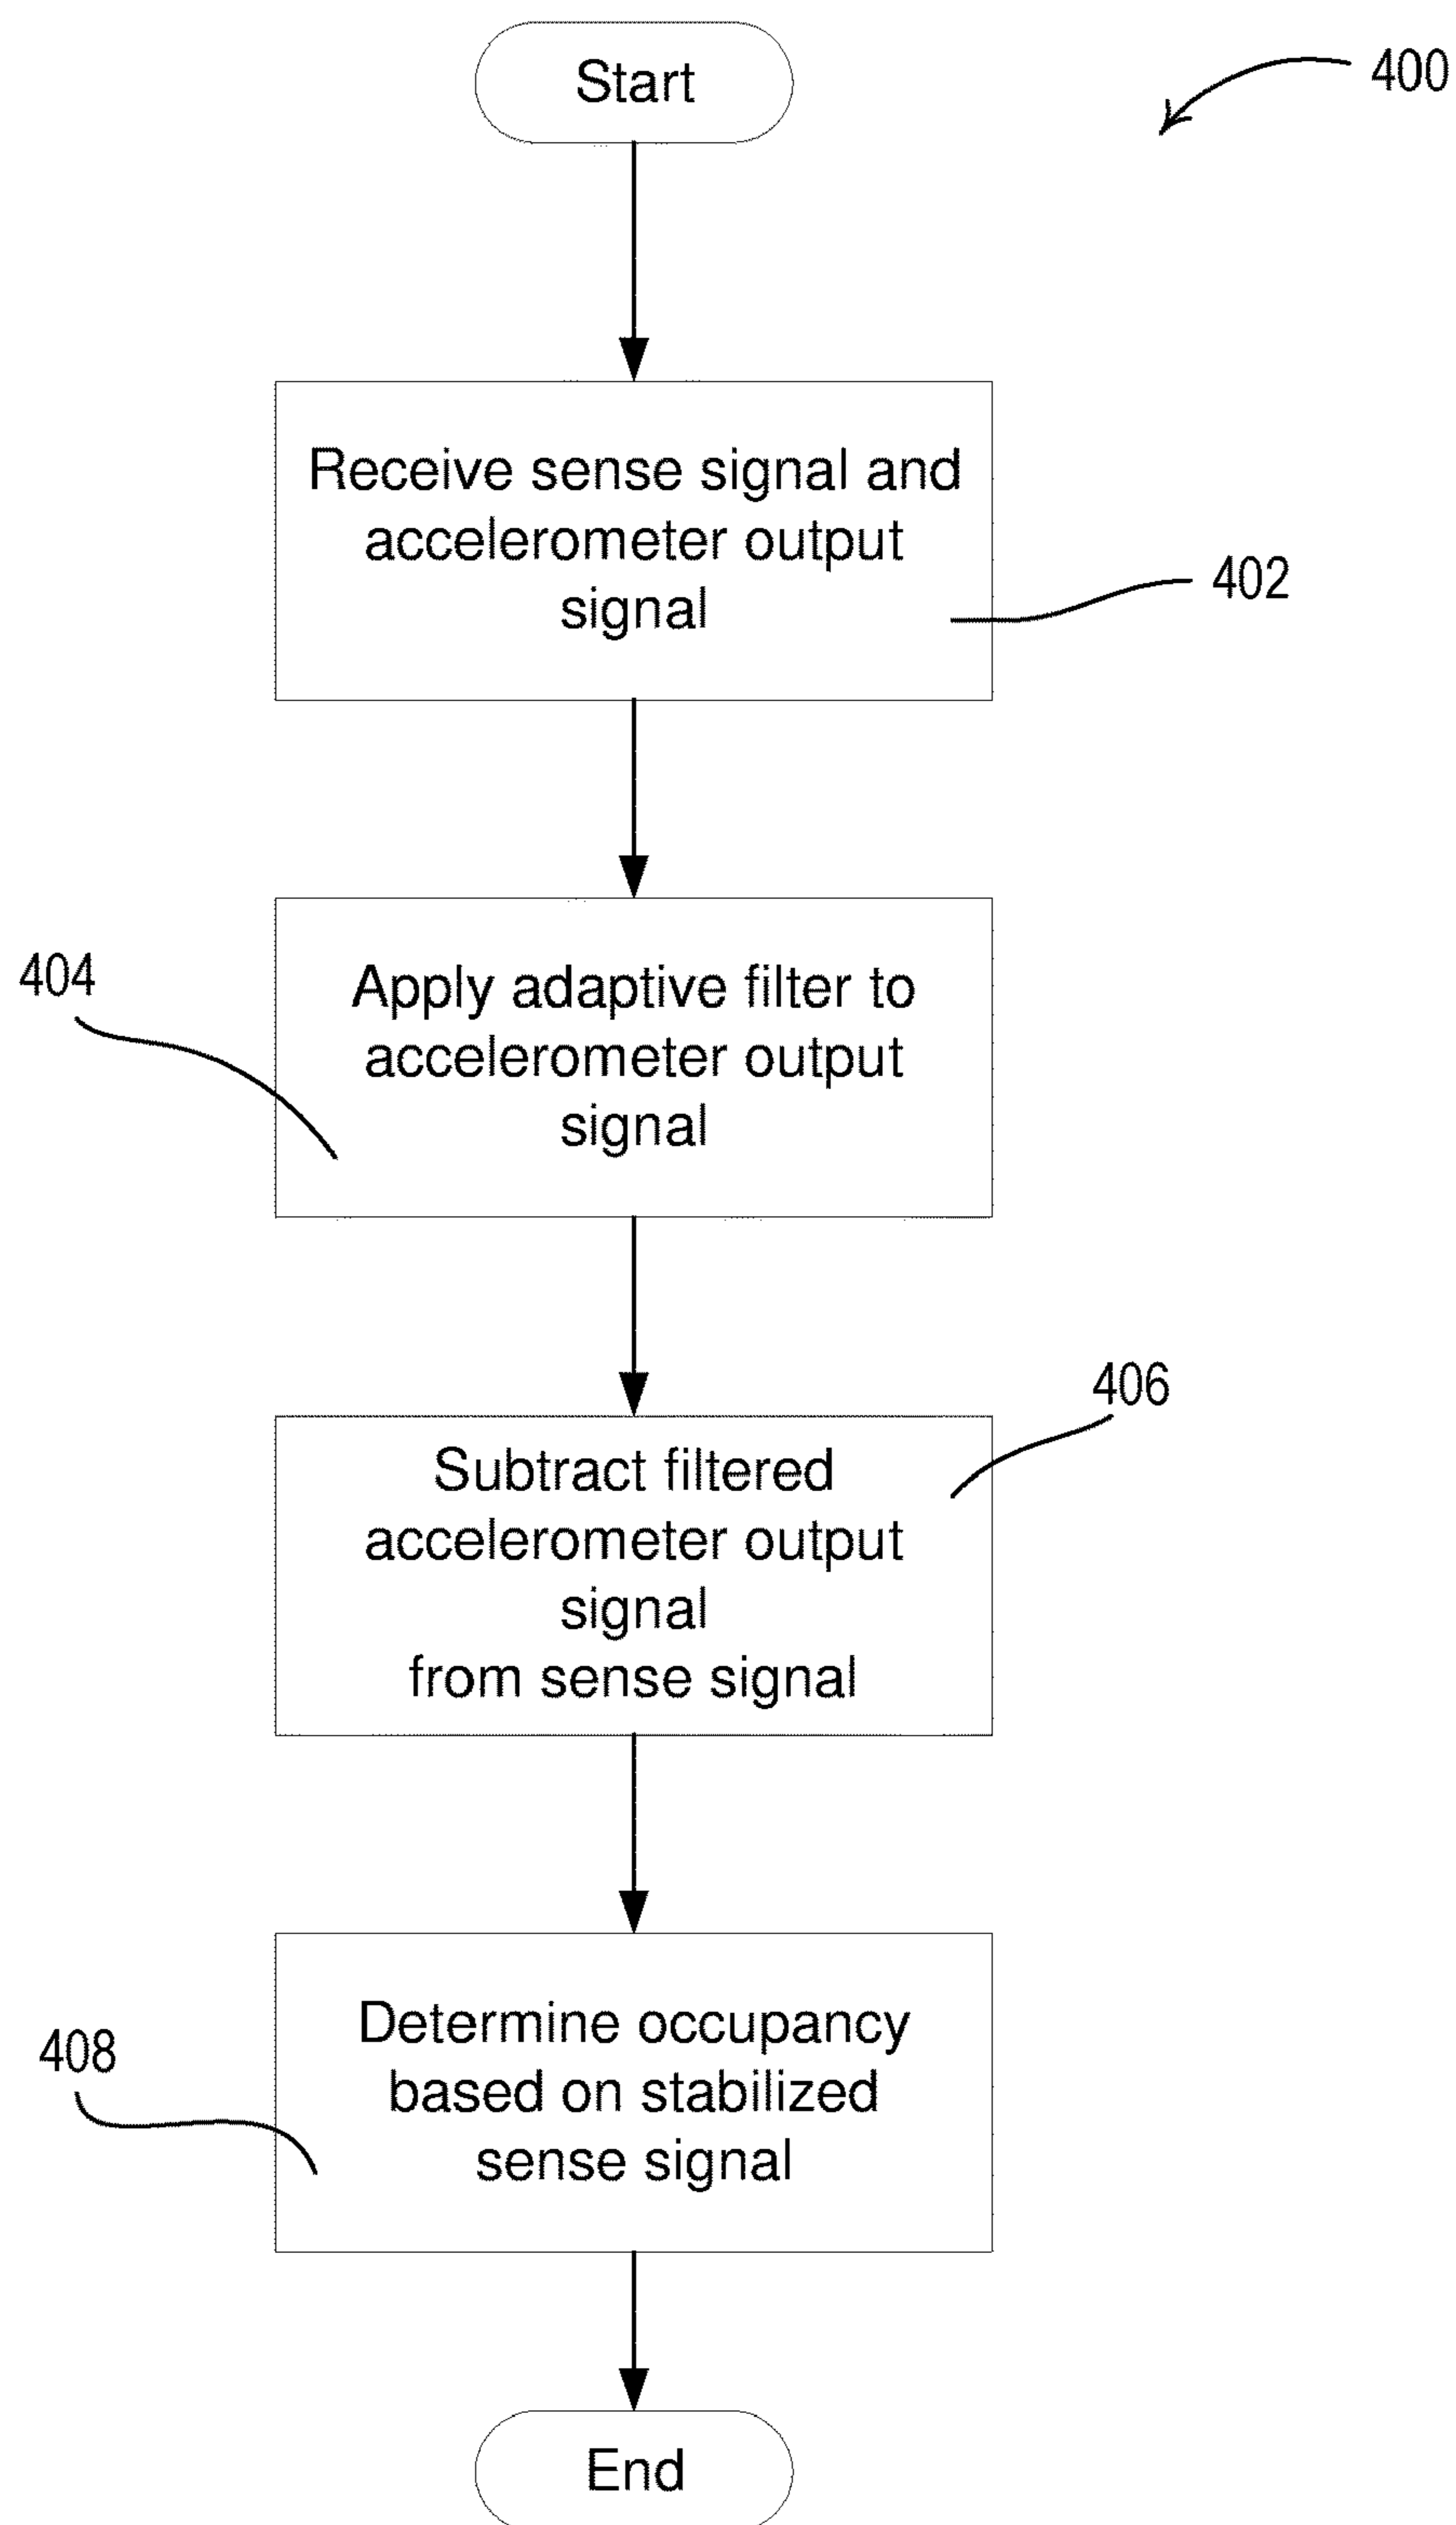 Start
400
Receive sense signal and
accelerometer output
signal
402
404
Apply adaptive filter to
accelerometer output
signal
406
Subtract filtered
accelerometer output
signal
from sense signal
408
Determine occupancy
based on stabilized
sense signal
End